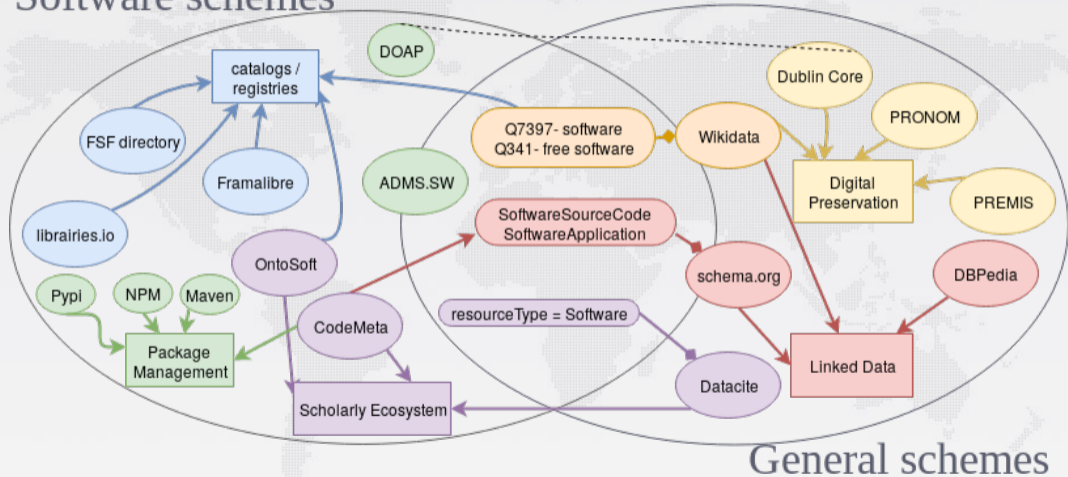 Software schemes
DOAP
catalogs /
registries
Dublin Core
PRONOM
FSF directory
Q7397- software
Q341- free software
Wikidata
Framalibre
ADMS.SW
Digital
Preservation
PREMIS
librairies.io
SoftwareSourceCode
SoftwareApplication
OntoSoft
schema.org
DBPedia
Pypi
NPM
Maven
CodeMeta
resourceType = Software
Package
Management
Linked Data
Datacite
Scholarly Ecosystem
General schemes